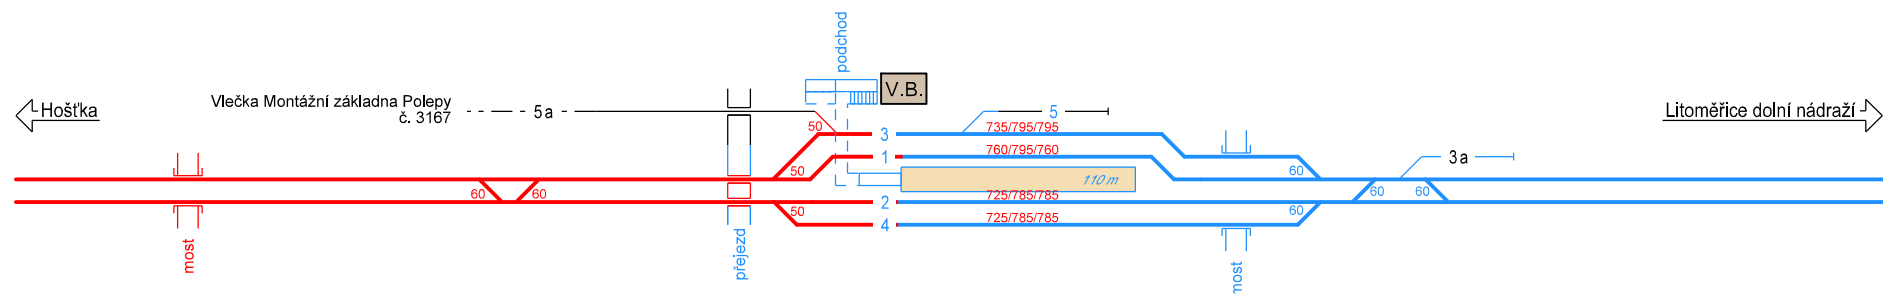 podchod
V.B.
Hošťka
Vlečka Montážní základna Polepy
č. 3167
5a
5
Litoměřice dolní nádraží
50
3
735/795/795
1
760/795/760
50
3a
110 m
60
60
60
60
60
2
725/785/785
50
60
4
725/785/785
most
přejezd
most